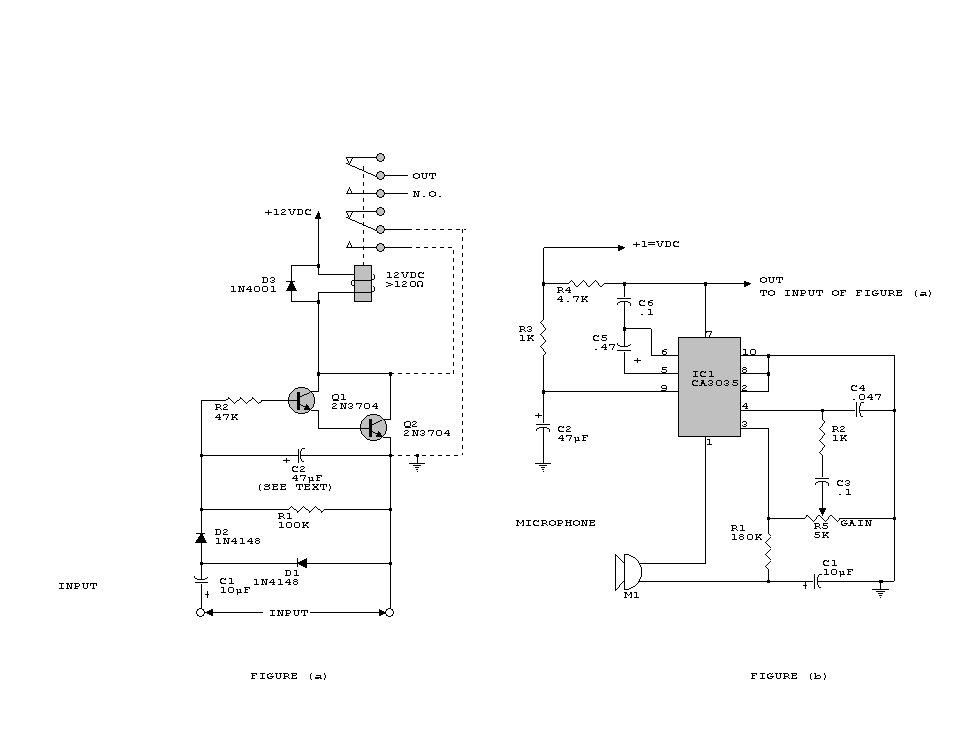 OUT
N.O.
+12VDC
D3
1N4001
12VDC
>120Ω
R2
47K
Q1
2N3704
Q2
2N3704
+
C2
47µF
(SEE TEXT)
R1
100K
D2
1N4148
D1
1N4148
C1
10µF
+
INPUT
INPUT
FIGURE (a)
+1=VDC
OUT
TO INPUT OF FIGURE (a)
R4
4.7K
C6
.1
R3
1K
C5
.47
+
7
6
5
9
IC1
CA3035
10
8
2
4
3
1
C4
.047
R2
1K
+
C2
47µF
C3
.1
MICROPHONE
R1
180K
R5
5K
GAIN
C1
10µF
+
M1
FIGURE (b)